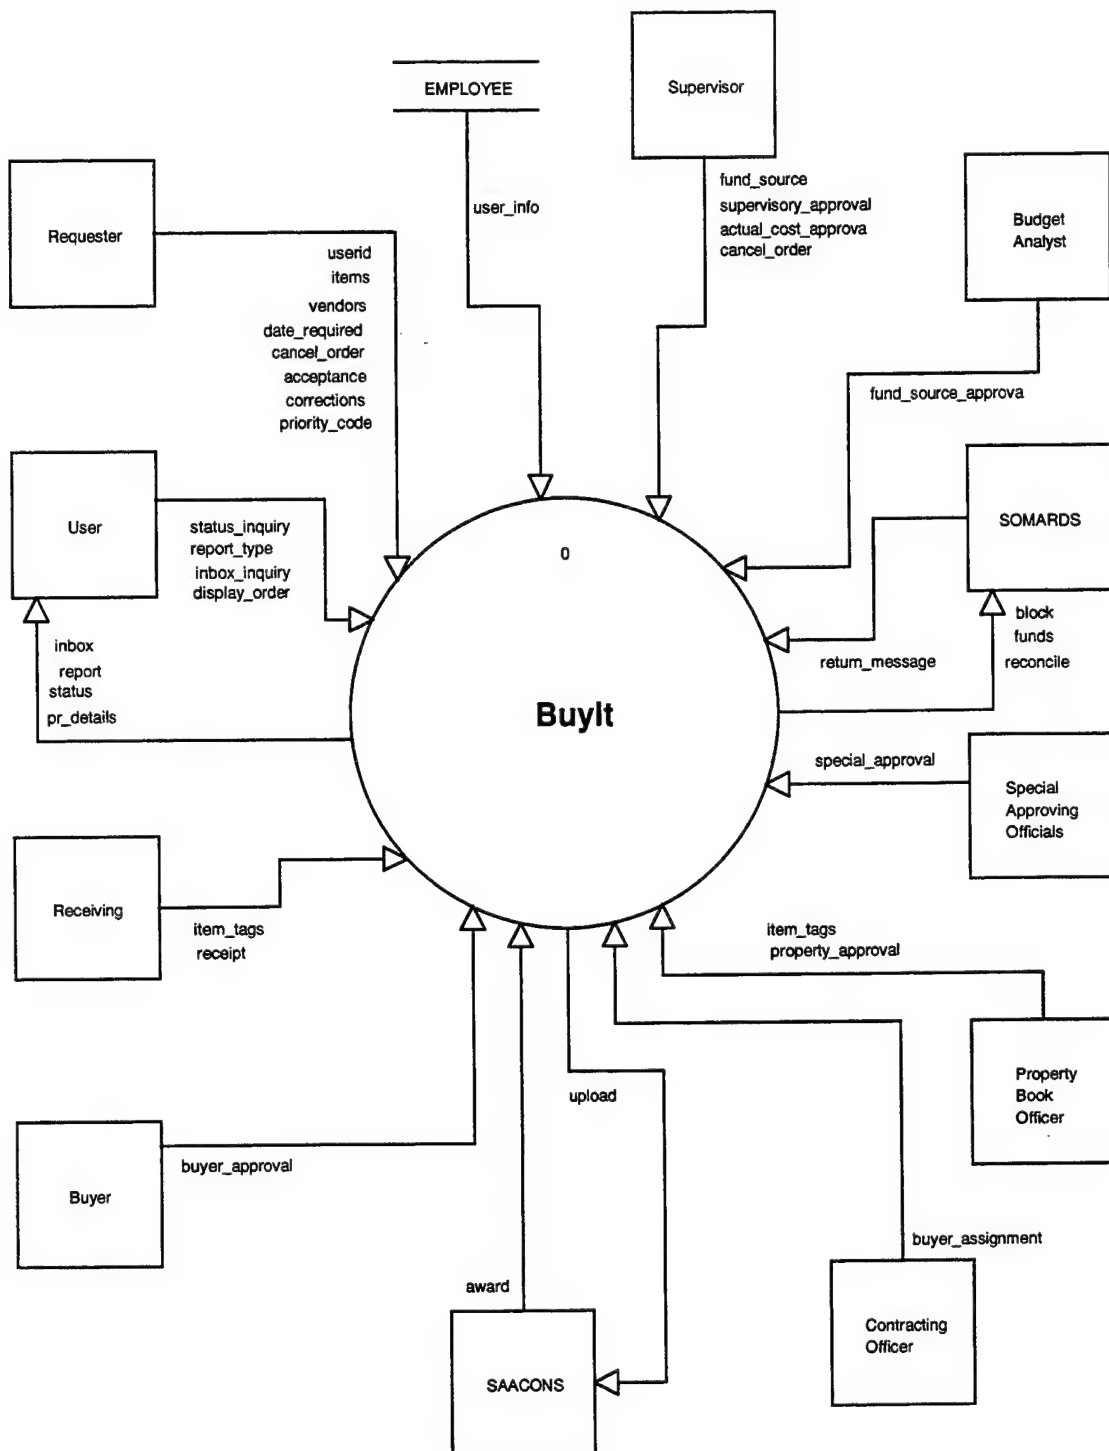 EMPLOYEE
Supervisor
Requester
Budget
Analyst
user_info
fund_source
supervisory_approval
actual_cost_approva
cancel_order
userid
items
vendors
date_required
cancel_order
acceptance
corrections
priority_code
fund_source_approva
User
status_inquiry
report_type
inbox_inquiry
display_order
0
SOMARDS
inbox
report
status
pr_details
return_message
block
funds
reconcile
BuyIt
special_approval
Special
Approving
Officials
Receiving
item_tags
receipt
item_tags
property_approval
Property
Book
Officer
upload
Buyer
buyer_approval
buyer_assignment
award
Contracting
Officer
SAACONS